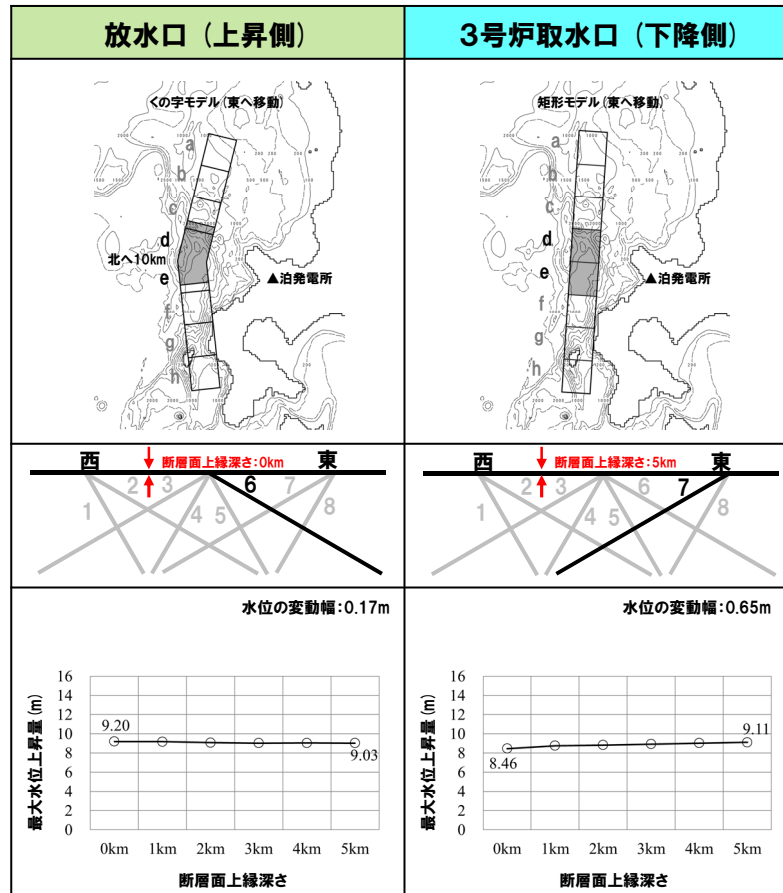 放水口(上昇側)
3号炉取水口(下降側)
くの字モデル(東へ移動)
a
b
c
d
北へ10km
e
f
g
h
▲泊発電所
矩形モデル(東へ移動)
a
b
c
d
e
f
g
h
▲泊発電所
西
断層面上縁深さ:0km
東
1
2
3
4
5
6
7
8
西
断層面上縁深さ:5km
東
1
2
3
4
5
6
7
8
水位の変動幅:0.17m
最大水位上昇量(m)
16
14
12
10
8
6
4
2
0
9.20
9.03
0km 1km 2km 3km 4km 5km
断層面上縁深さ
水位の変動幅:0.65m
最大水位上昇量(m)
16
14
12
10
8
6
4
2
0
8.46
9.11
0km 1km 2km 3km 4km 5km
断層面上縁深さ